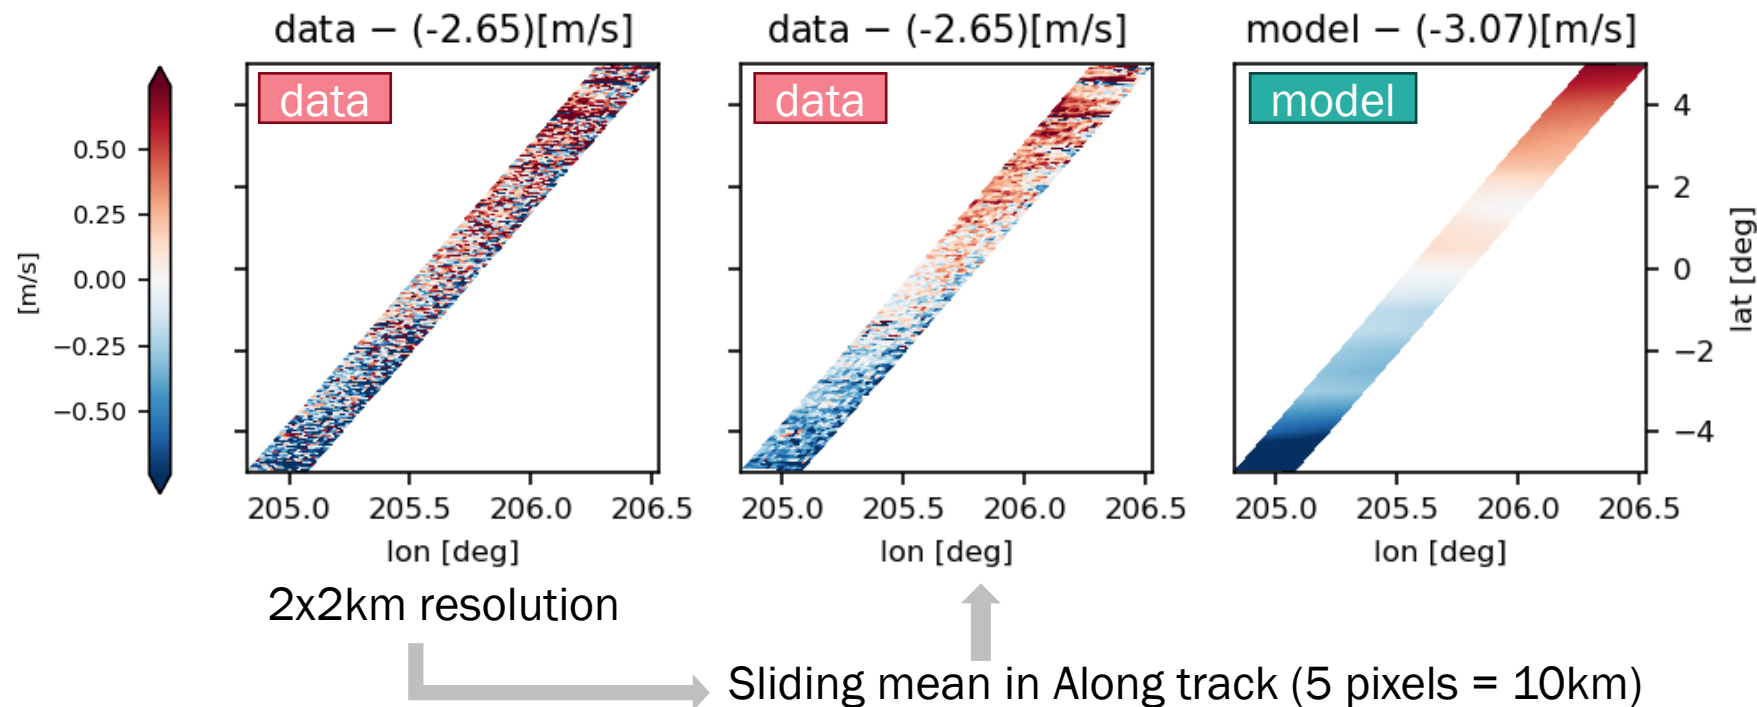 data − (-2.65)[m/s]
data − (-2.65)[m/s]
model − (-3.07)[m/s]
data
data
model
[m/s]
0.50
0.25
0.00
−0.25
−0.50
4
2
0
−2
−4
lat [deg]
205.0 205.5 206.0 206.5
205.0 205.5 206.0 206.5
205.0 205.5 206.0 206.5
lon [deg]
lon [deg]
lon [deg]
2x2km resolution
Sliding mean in Along track (5 pixels = 10km)